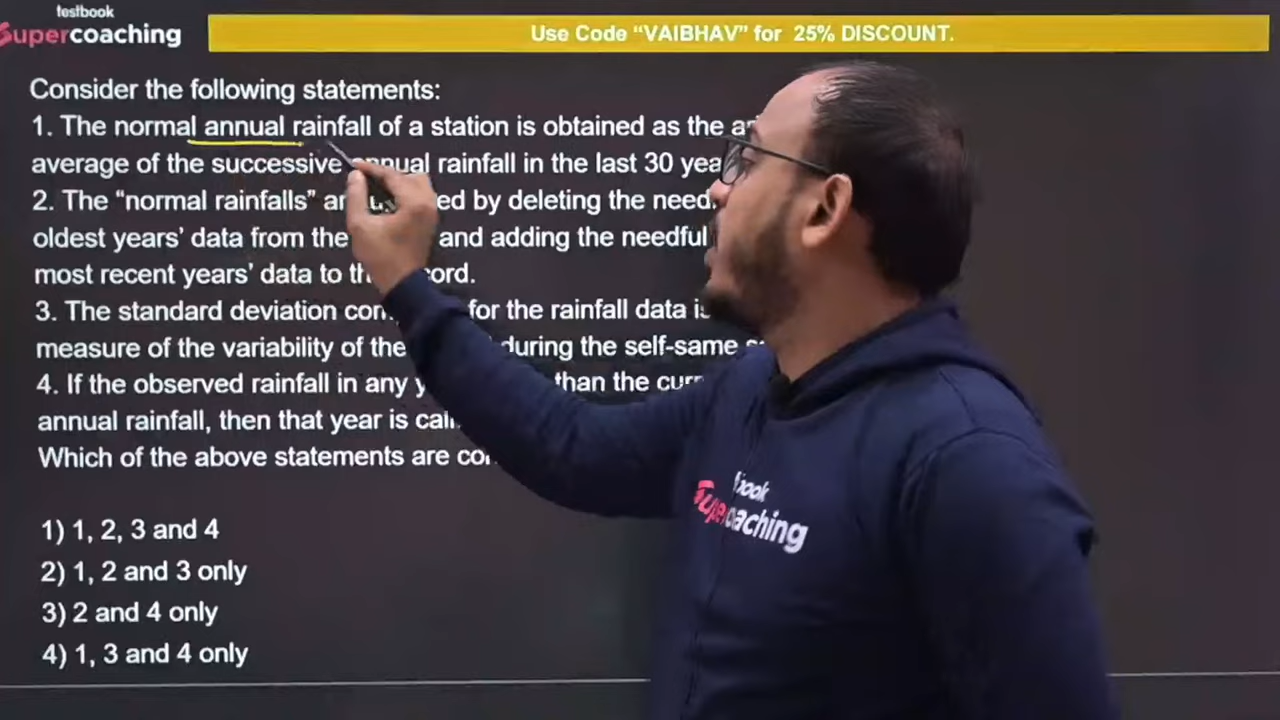 testbook
Supercoaching
Use Code “VAIBHAV” for 25% DISCOUNT.
Consider the following statements:
1. The normal annual rainfall of a station is obtained as the
average of the successive annual rainfall in the last 30
2. The “normal rainfalls” by deleting the
oldest years’ data from the and adding the needful
most recent years’ data to
3. The standard deviation for the rainfall data
measure of the variability of the during the self-same
4. If the observed rainfall in any than the
annual rainfall, then that year is
Which of the above statements are
1) 1, 2, 3 and 4
2) 1, 2 and 3 only
3) 2 and 4 only
4) 1, 3 and 4 only